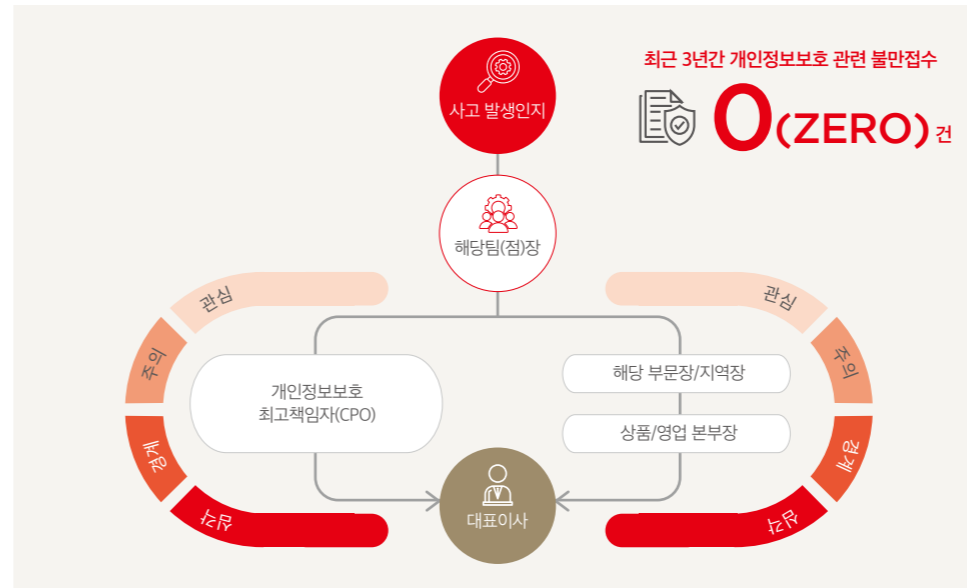 최근 3년간 개인정보보호 관련 불만접수
0(ZERO) 건
사고 발생인지
해당팀(점)장
관심
주의
경계
심각
개인정보보호
최고책임자(CPO)
해당 부문장/지역장
상품/영업 본부장
대표이사
관심
주의
경계
심각